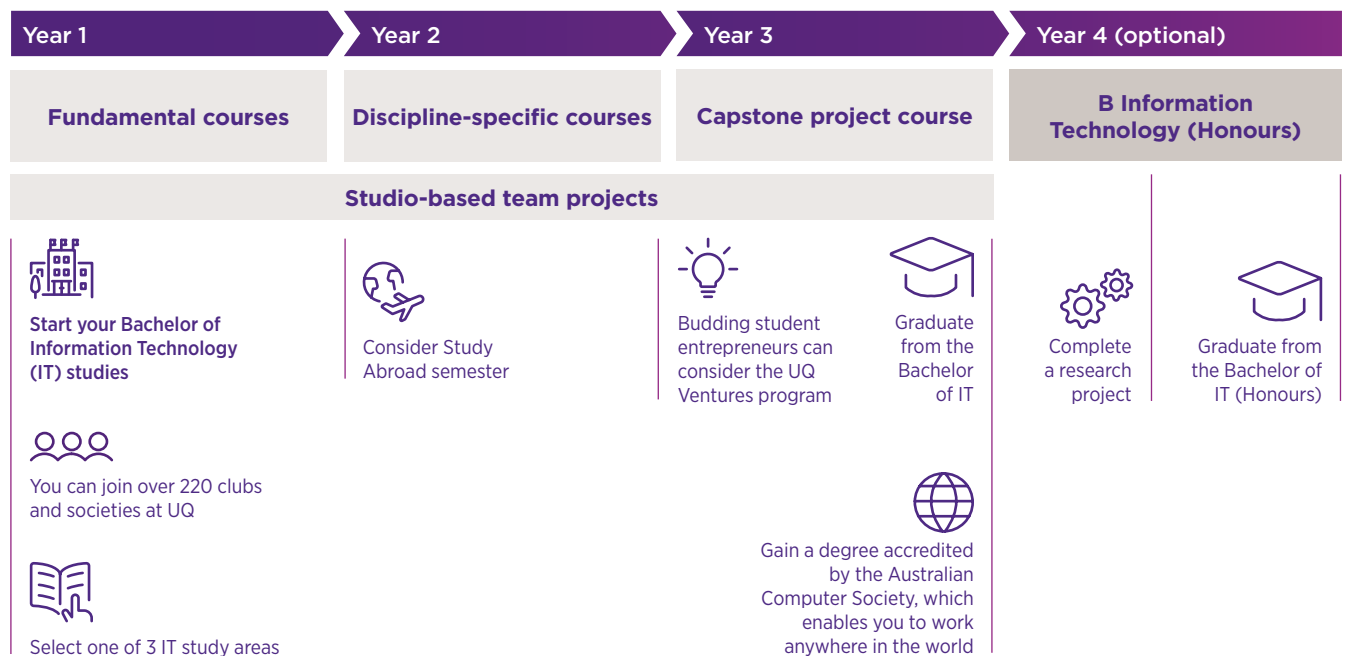 Year 1
Year 2
Year 3
Year 4 (optional)
Fundamental courses
Discipline-specific courses
Capstone project course
B Information
Technology (Honours)
Studio-based team projects
Start your Bachelor of
Information Technology
(IT) studies
You can join over 220 clubs
and societies at UQ
Select one of 3 IT study areas
Consider Study
Abroad semester
Budding student
entrepreneurs can
consider the UQ
Ventures program
Graduate
from the
Bachelor
of IT
Gain a degree accredited
by the Australian
Computer Society, which
enables you to work
anywhere in the world
Complete
a research
project
Graduate from
the Bachelor of
IT (Honours)